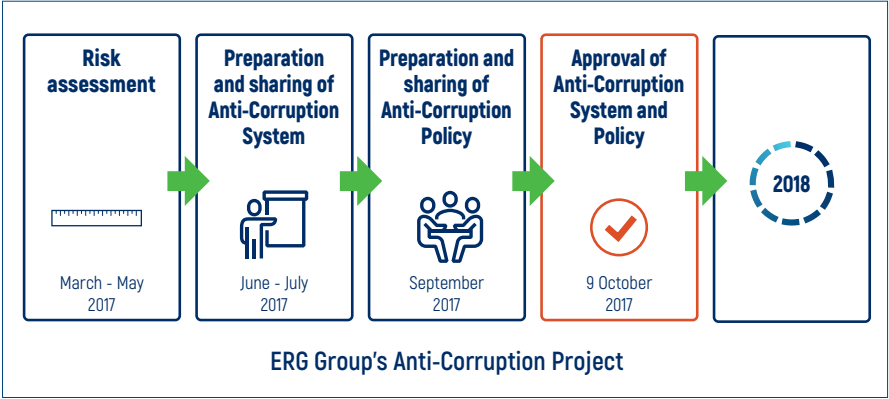 Risk
assessment
March - May
2017
Preparation
and sharing of
Anti-Corruption
System
June - July
2017
Preparation and
sharing of
Anti-Corruption
Policy
September
2017
Approval of
Anti-Corruption
System and
Policy
9 October
2017
2018
ERG Group's Anti-Corruption Project